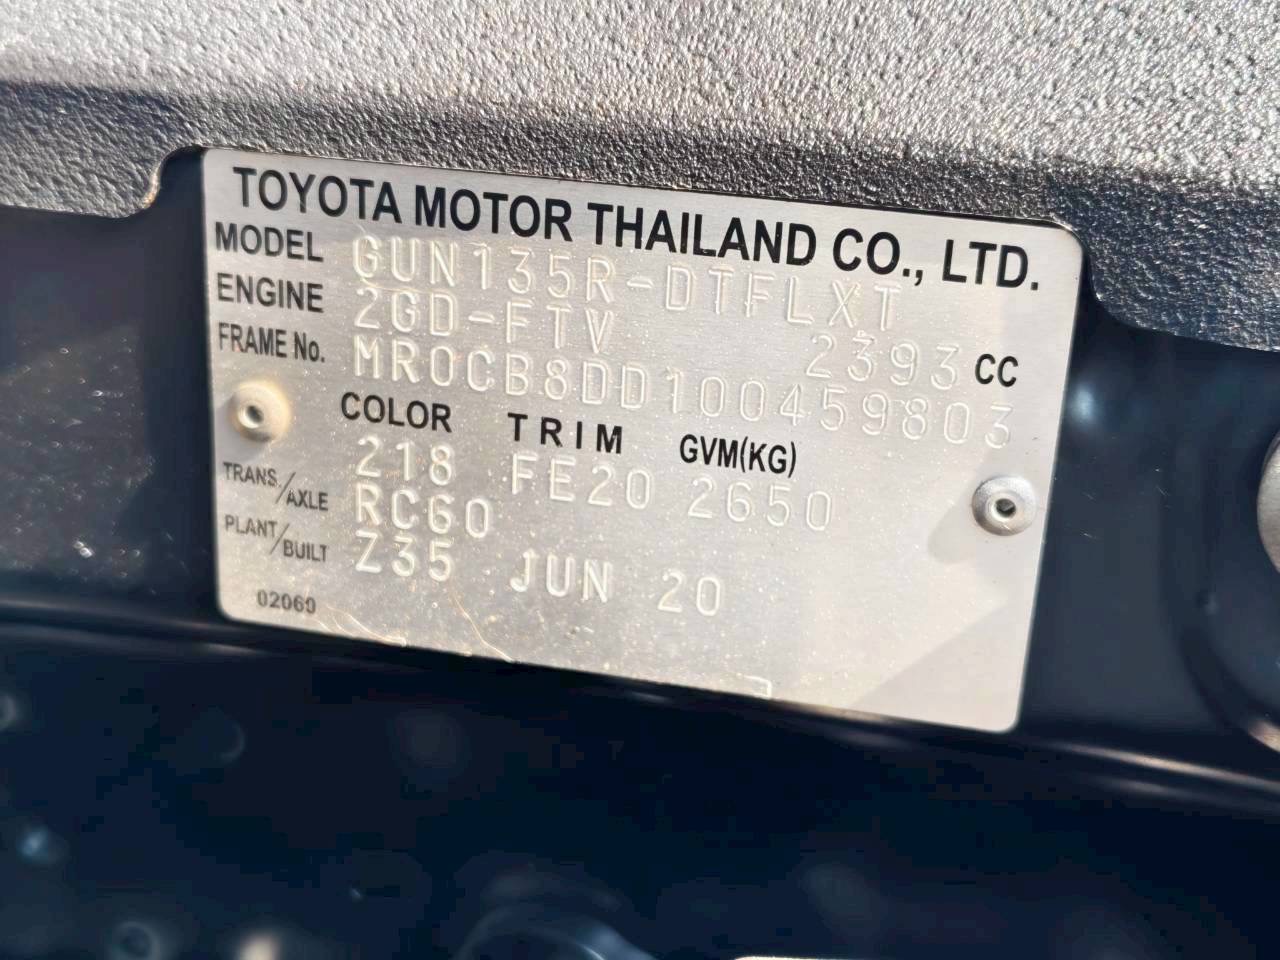 TOYOTA MOTOR THAILAND CO., LTD.
MODEL GUN135R-DTFLXT
ENGINE 2GD-FTV 2393 CC
FRAME No. MR0CB8DD100459803
COLOR TRIM GVM(KG)
218 FE20 2650
TRANS./AXLE RC60
PLANT/BUILT Z35 JUN 20
02060